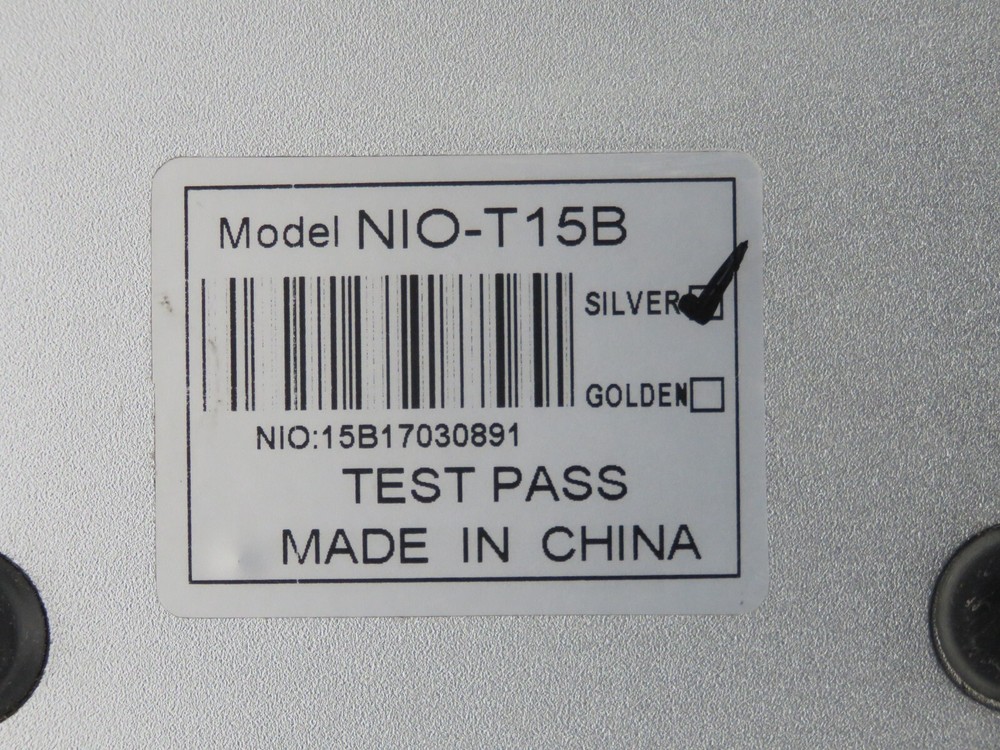 Model NIO-T15B
SILVER
GOLDEN
NIO:15B17030891
TEST PASS
MADE IN CHINA